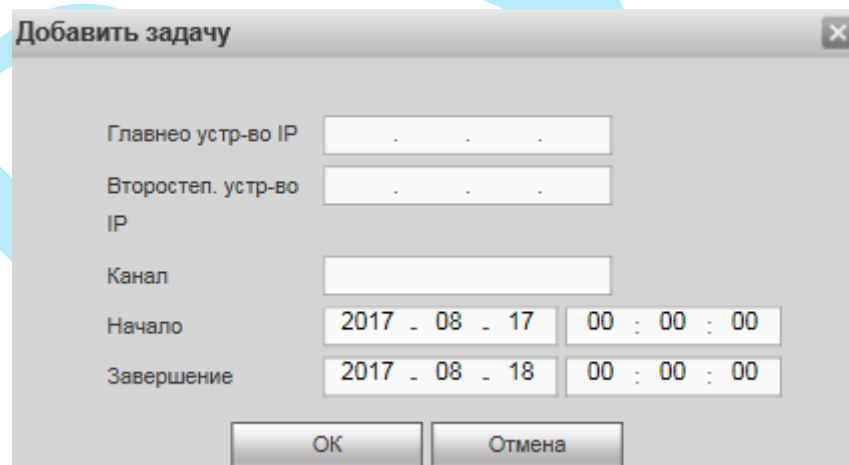 Добавить задачу
Главнео устр-во IP . . .
Второстеп. устр-во . . .
IP
Канал
Начало 2017 - 08 - 17 00 : 00 : 00
Завершение 2017 - 08 - 18 00 : 00 : 00
OK Отмена